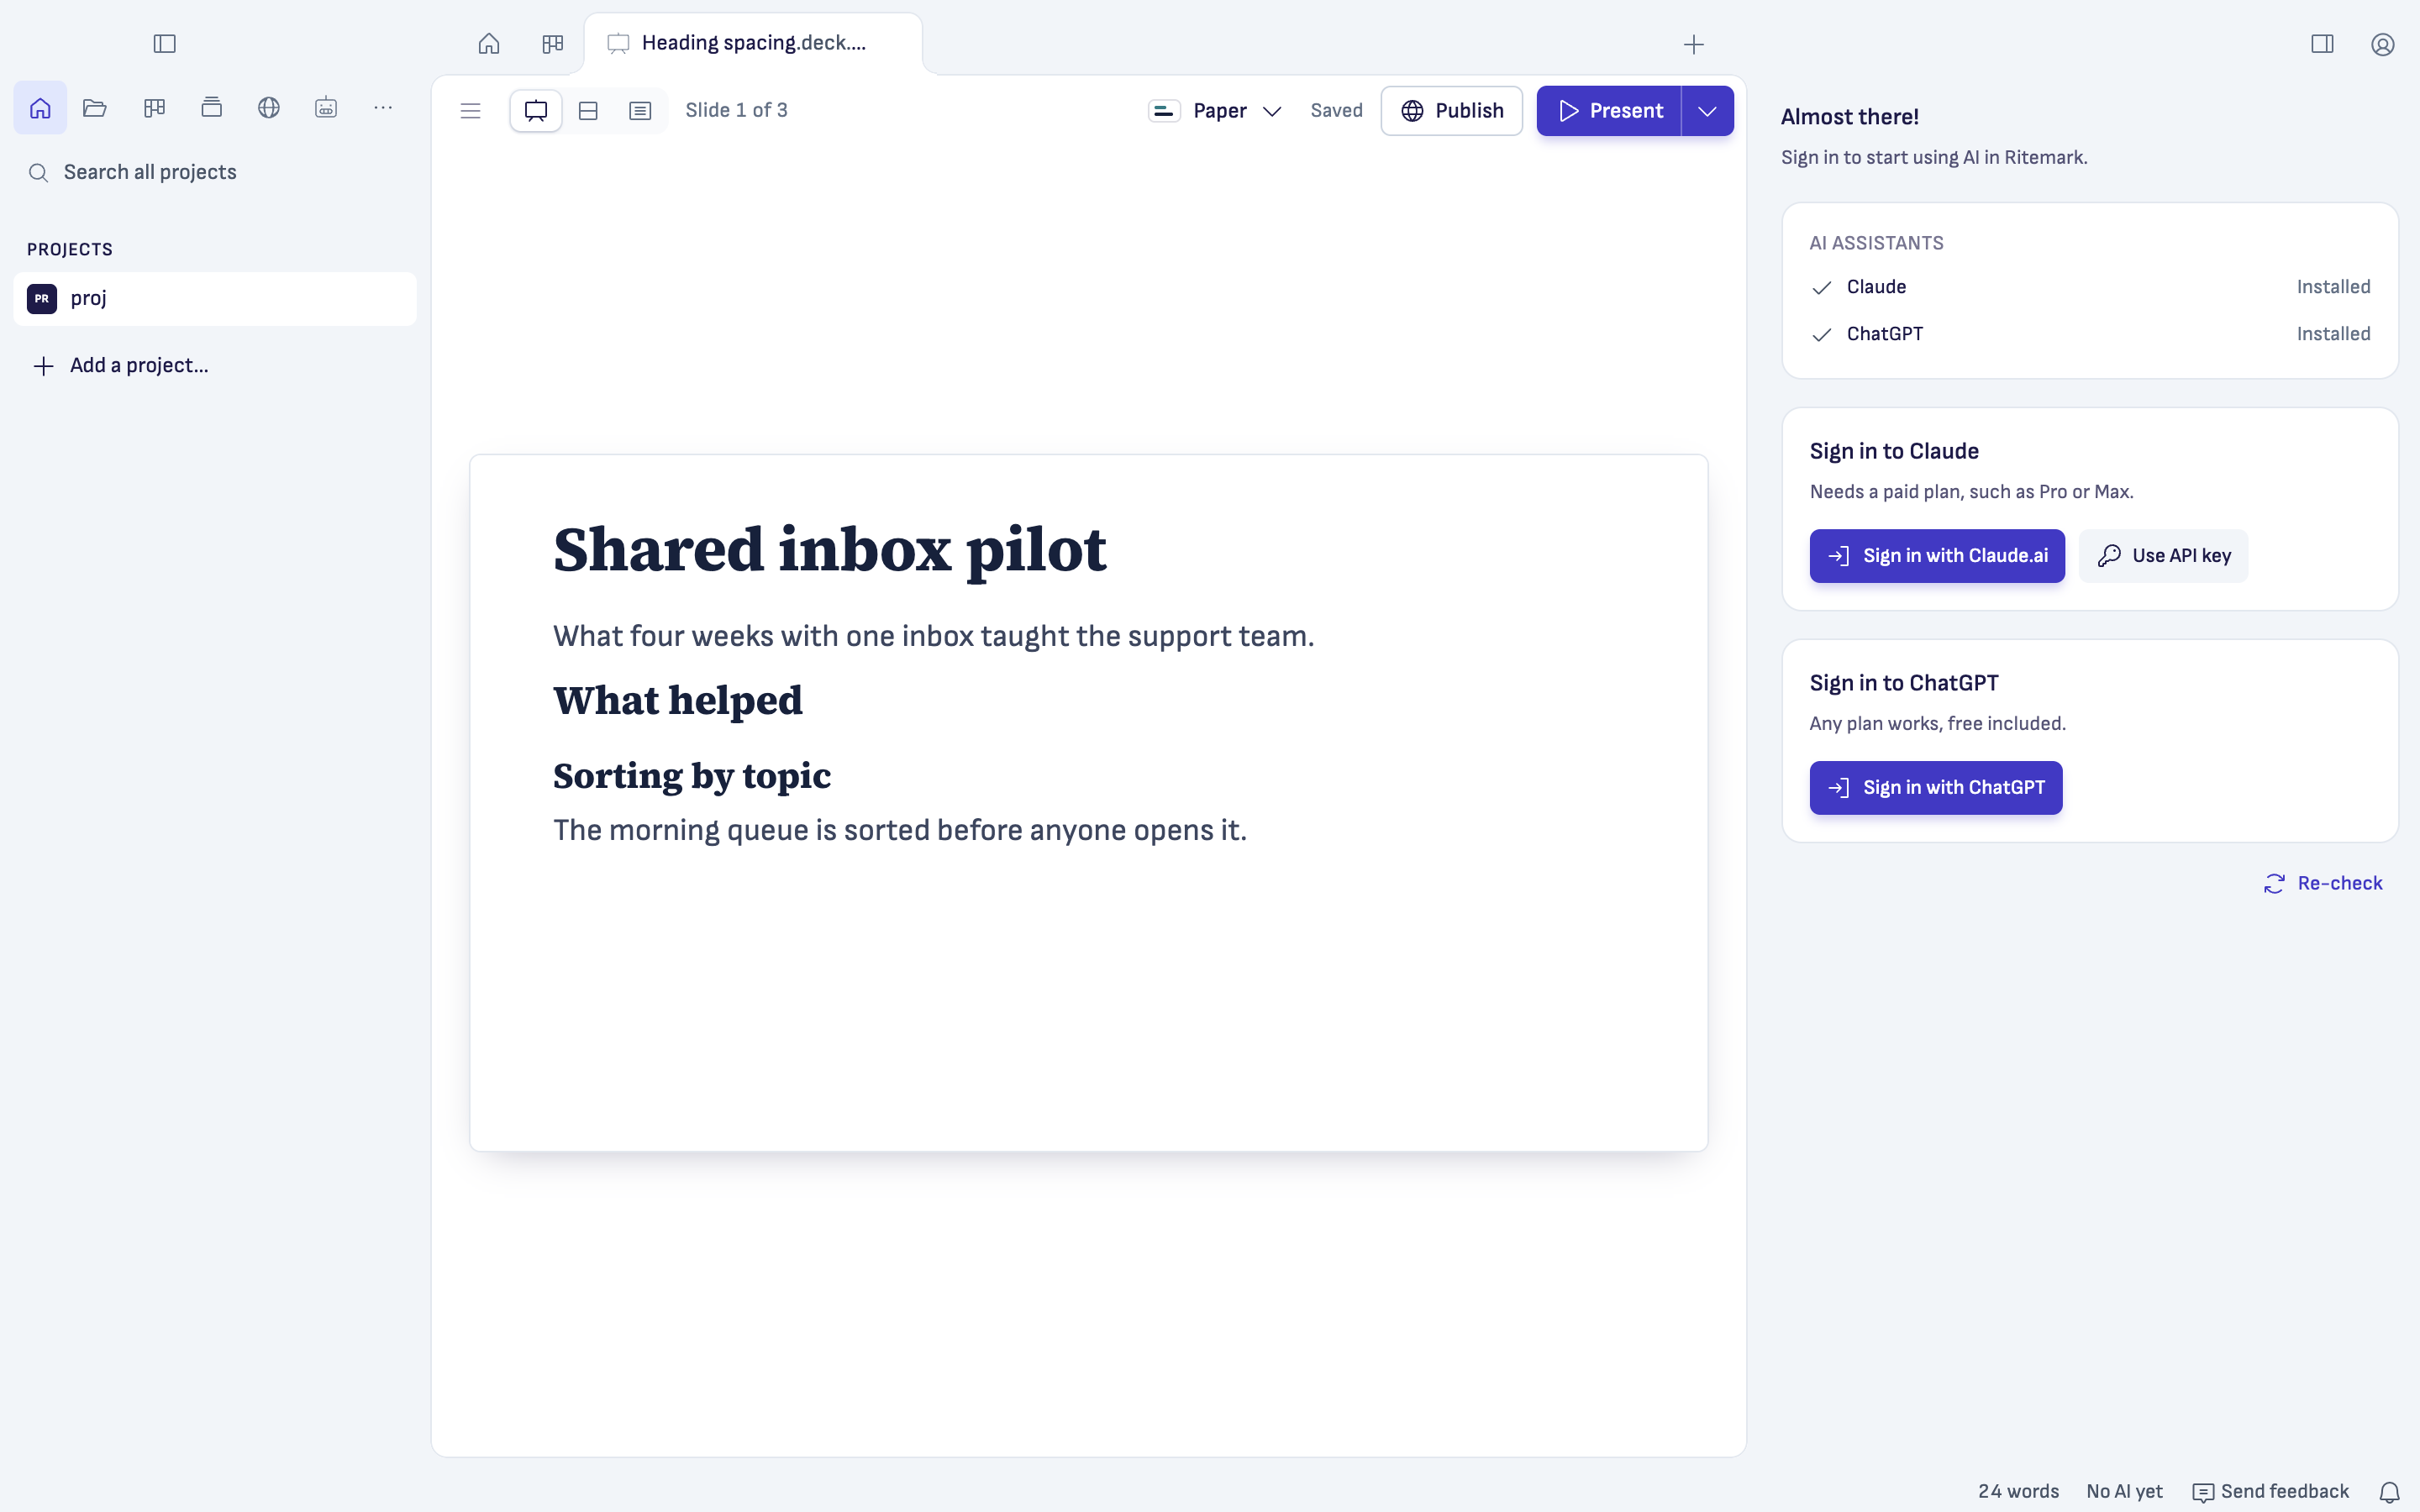 Heading spacing.deck....
Search all projects
PROJECTS
PR proj
Add a project...
Slide 1 of 3
Paper
Saved
Publish
Present
Shared inbox pilot
What four weeks with one inbox taught the support team.
What helped
Sorting by topic
The morning queue is sorted before anyone opens it.
Almost there!
Sign in to start using AI in Ritemark.
AI ASSISTANTS
Claude Installed
ChatGPT Installed
Sign in to Claude
Needs a paid plan, such as Pro or Max.
Sign in with Claude.ai
Use API key
Sign in to ChatGPT
Any plan works, free included.
Sign in with ChatGPT
Re-check
24 words
No AI yet
Send feedback